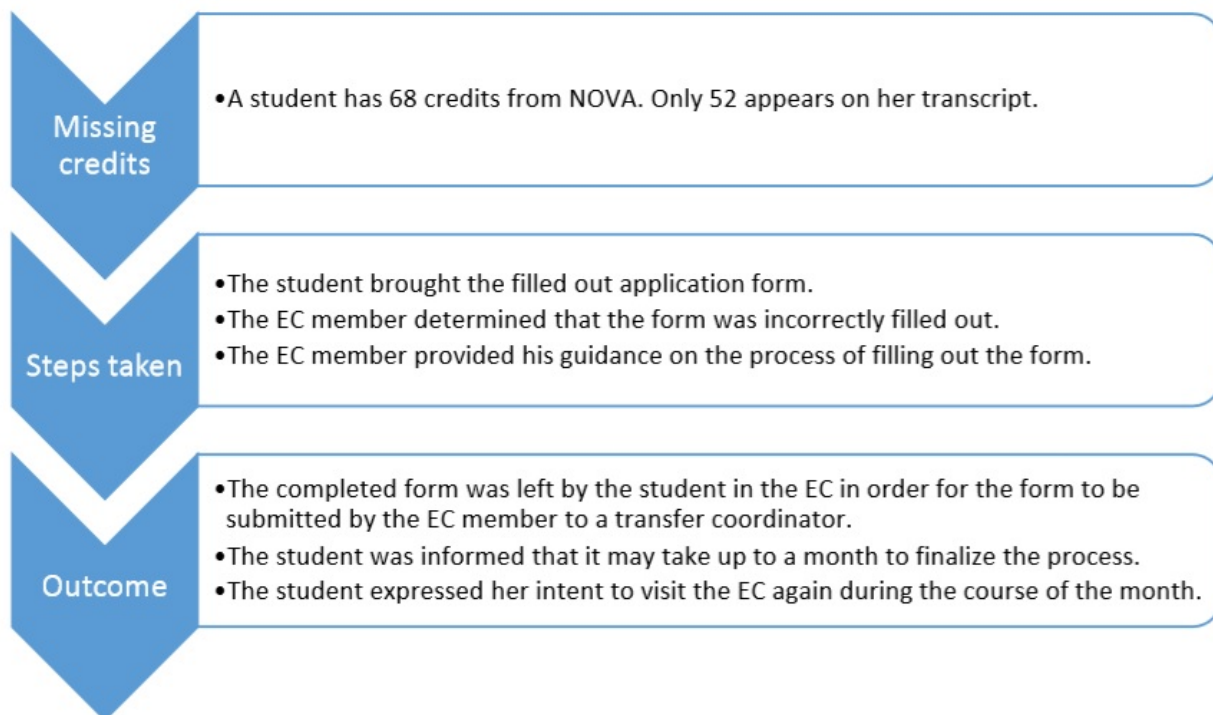 Missing
credits
•A student has 68 credits from NOVA. Only 52 appears on her transcript.
Steps taken
•The student brought the filled out application form.
•The EC member determined that the form was incorrectly filled out.
•The EC member provided his guidance on the process of filling out the form.
Outcome
•The completed form was left by the student in the EC in order for the form to be
submitted by the EC member to a transfer coordinator.
•The student was informed that it may take up to a month to finalize the process.
•The student expressed her intent to visit the EC again during the course of the month.